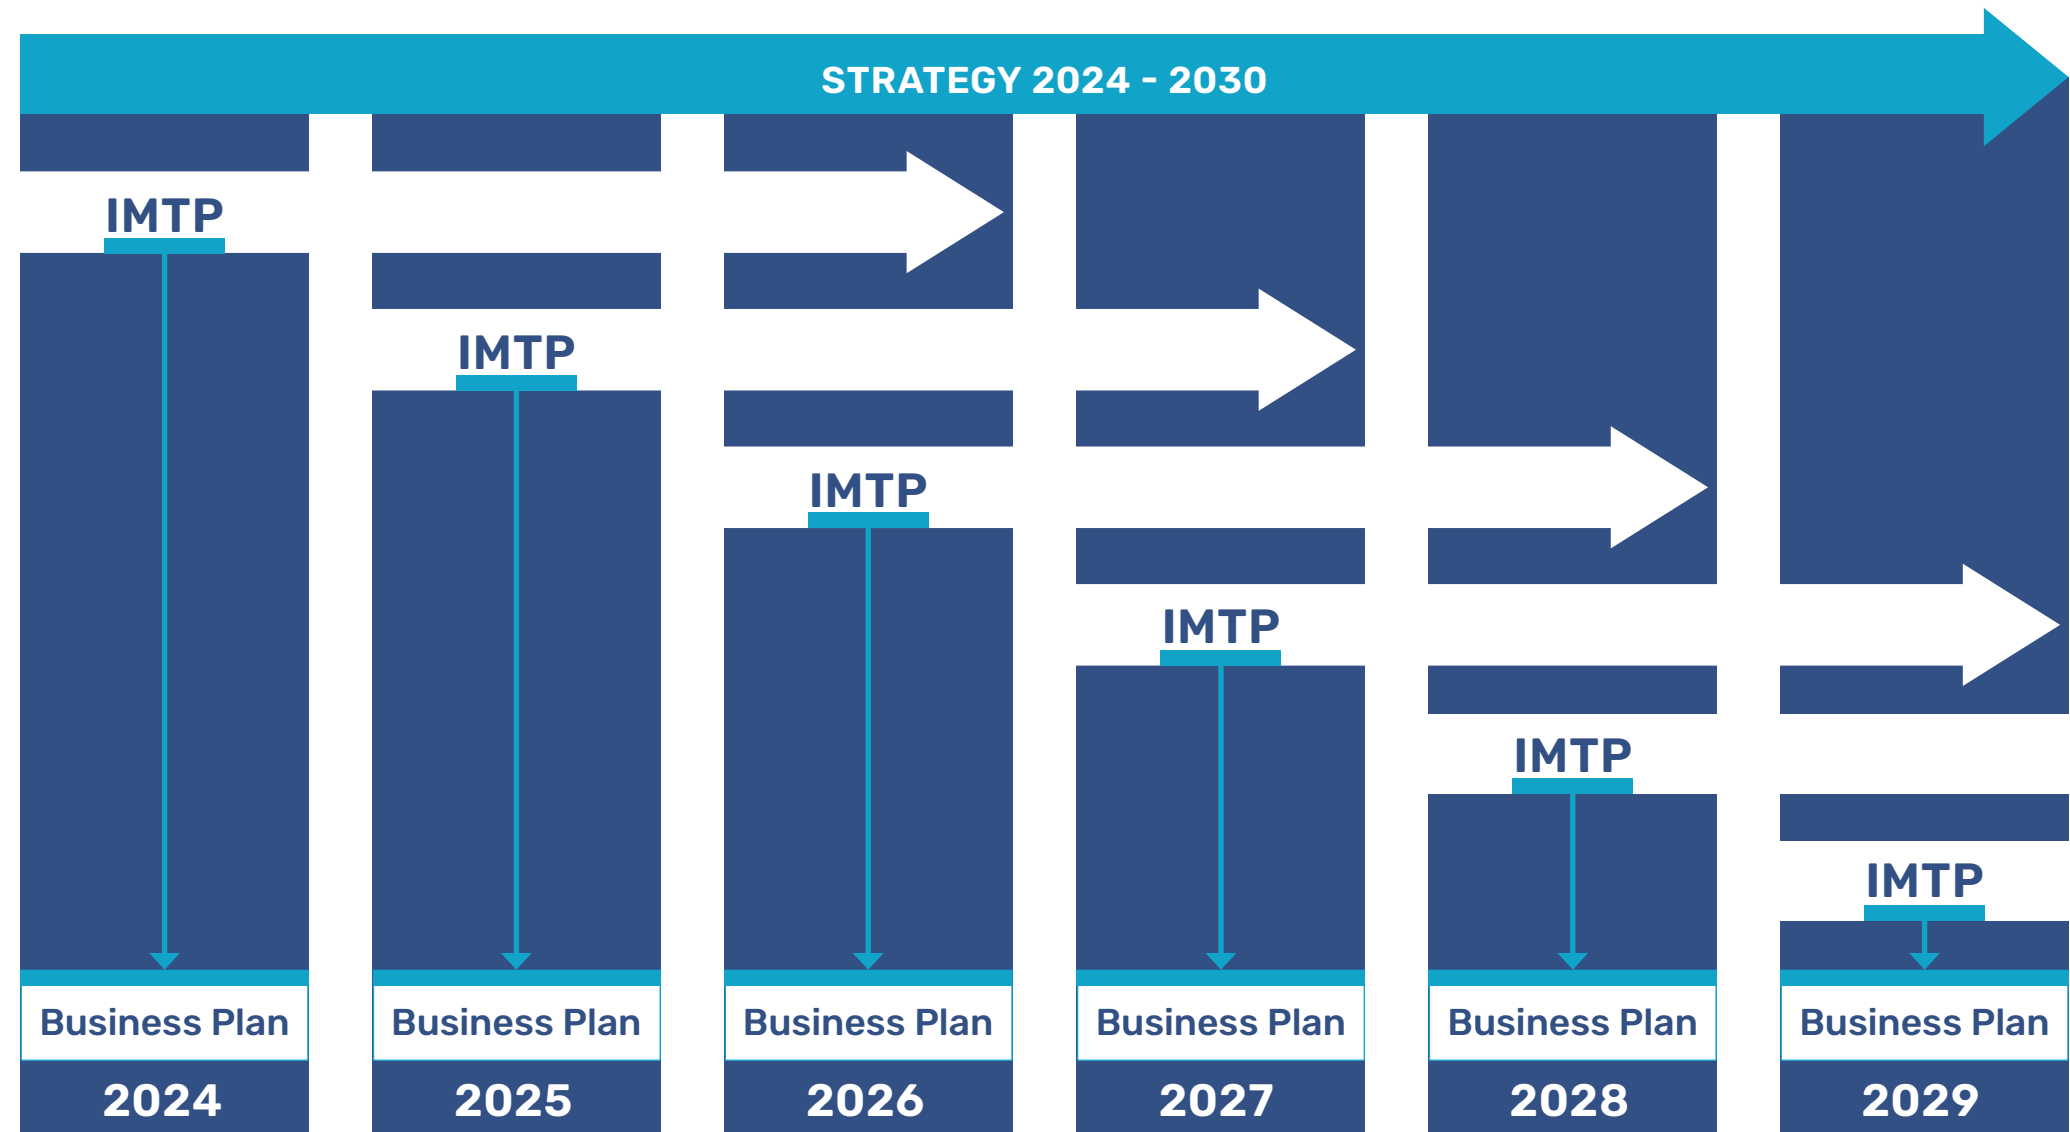 STRATEGY 2024 - 2030
IMTP
IMTP
IMTP
IMTP
IMTP
IMTP
Business Plan
Business Plan
Business Plan
Business Plan
Business Plan
Business Plan
2024
2025
2026
2027
2028
2029